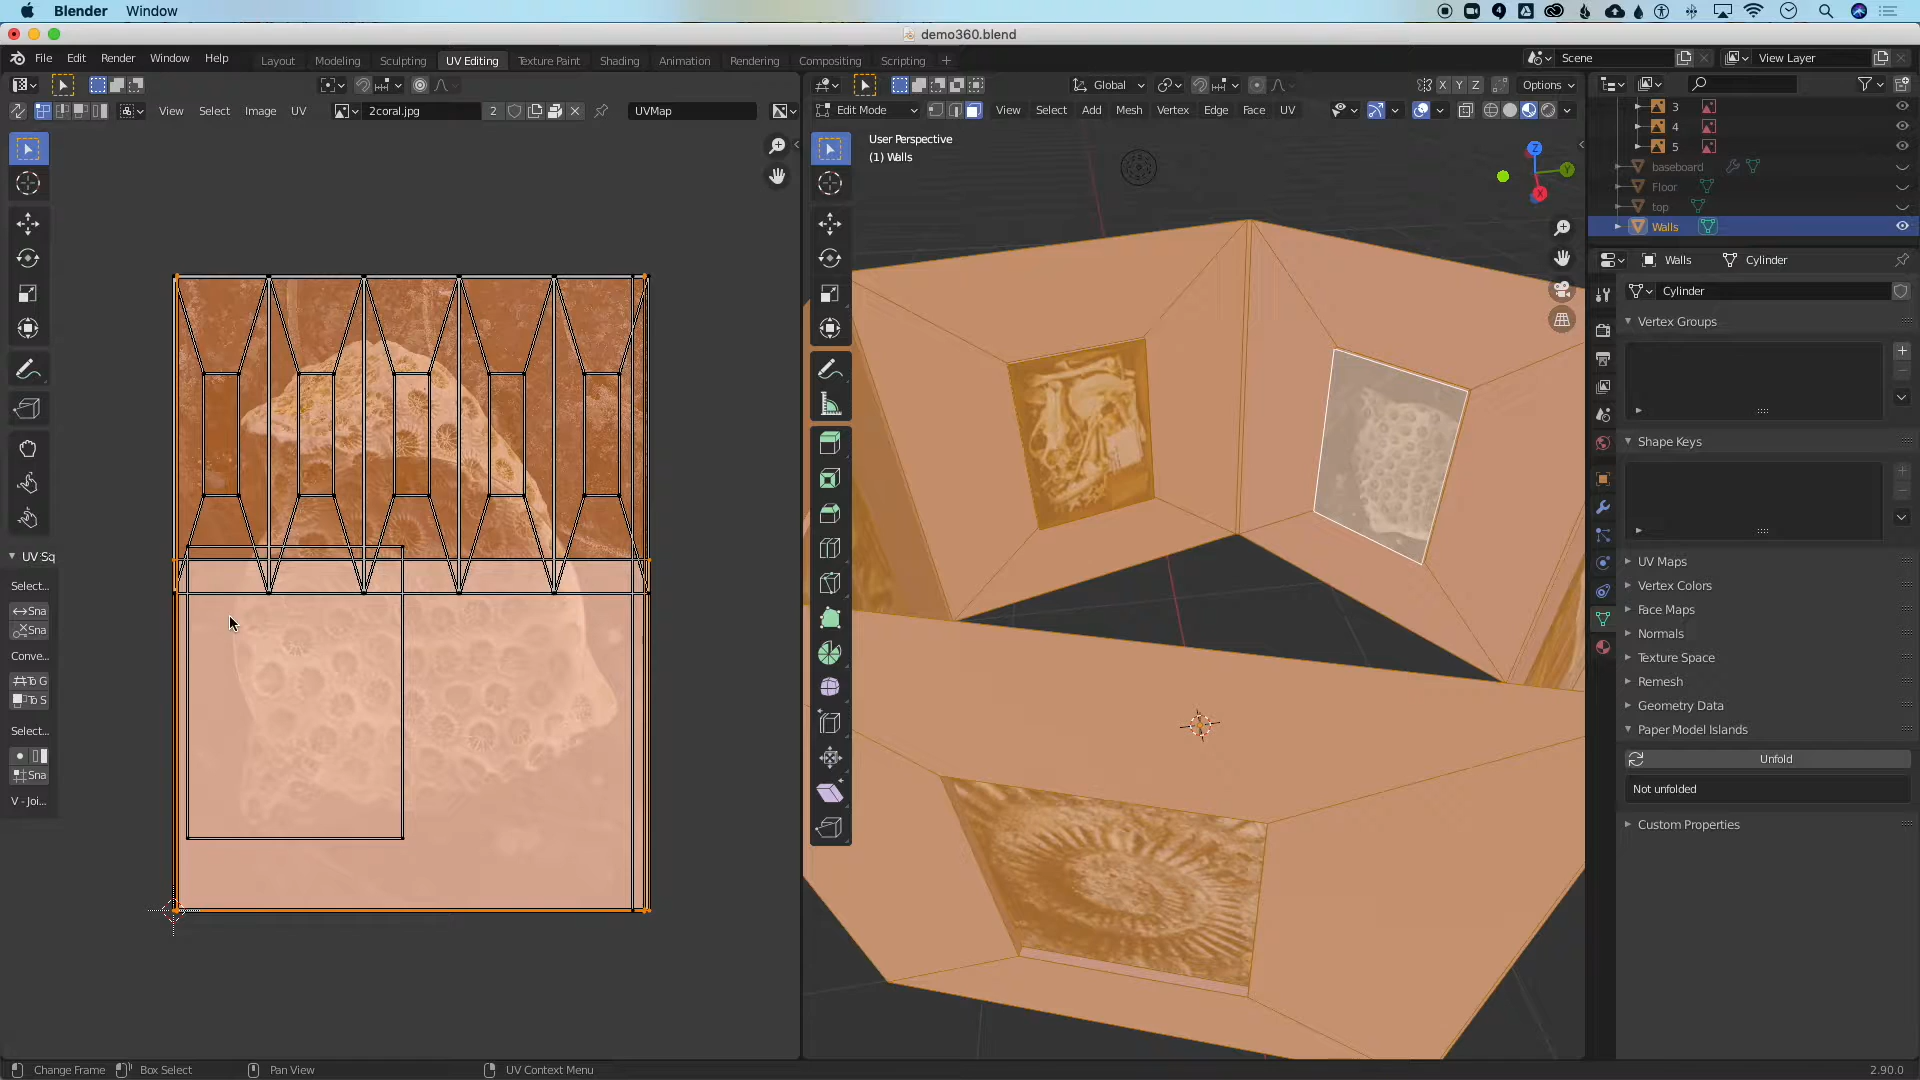 Blender Window
demo360.blend
File Edit Render Window Help
Layout Modeling Sculpting UV Editing Texture Paint Shading Animation Rendering Compositing Scripting +
Scene
View Layer
Global
X Y Z
Options
View Select Image UV
2coral.jpg
2
UVMap
Edit Mode
View Select Add Mesh Vertex Edge Face UV
User Perspective
(1) Walls
Z
Y
X
3
4
5
baseboard
Floor
top
Walls
Walls
Cylinder
Cylinder
Vertex Groups
Shape Keys
UV Maps
Vertex Colors
Face Maps
Normals
Texture Space
Remesh
Geometry Data
Paper Model Islands
Unfold
Not unfolded
Custom Properties
UV Sq
Select...
Sna
Sna
Conve...
To G
To S
Select...
Sna
V - Joi...
Change Frame
Box Select
Pan View
UV Context Menu
2.90.0